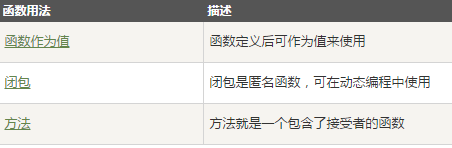 函数用法 描述
函数作为值 函数定义后可作为值来使用
闭包 闭包是匿名函数，可在动态编程中使用
方法 方法就是一个包含了接受者的函数